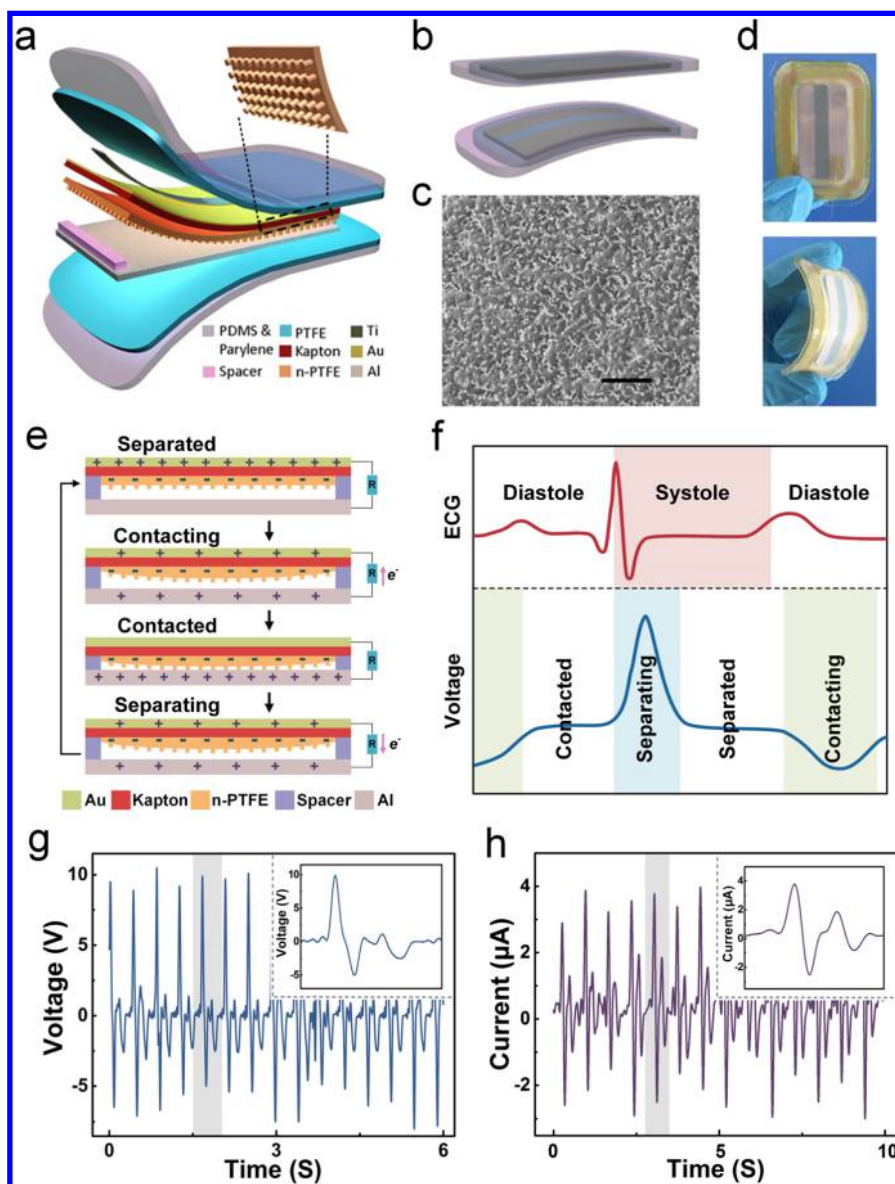 a
b
d
PDMS &
Parylene
Spacer
PTFE
Kapton
n-PTFE
Ti
Au
Al
c
e
Separated
+ + + + + + + + + + +
- - - - - - - -
R
Contacting
+ + + + + +
- - - - - - - -
R e⁻
+ + + + + +
Contacted
- - - - - - - -
R
+ + + + + + + + + + + +
Separating
+ + + + + +
- - - - - - - -
R e⁻
+ + + + + +
Au Kapton n-PTFE Spacer Al
f
ECG
Diastole Systole Diastole
Voltage
Contacted
Separating
Separated
Contacting
g
Voltage (V)
10
5
0
-5
0 3 6
Time (S)
Voltage (V)
10
5
0
-5
h
Current (μA)
4
2
0
-2
0 5 10
Time (S)
Current (μA)
4
2
0
-2